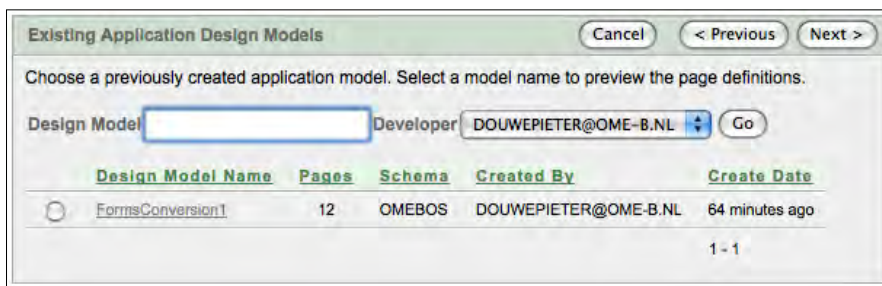 Existing Application Design Models Cancel < Previous Next >
Choose a previously created application model. Select a model name to preview the page definitions.
Design Model Developer DOUWEPIETER@OME-B.NL Go
Design Model Name Pages Schema Created By Create Date
FormsConversion1 12 OMEBOS DOUWEPIETER@OME-B.NL 64 minutes ago
1 - 1